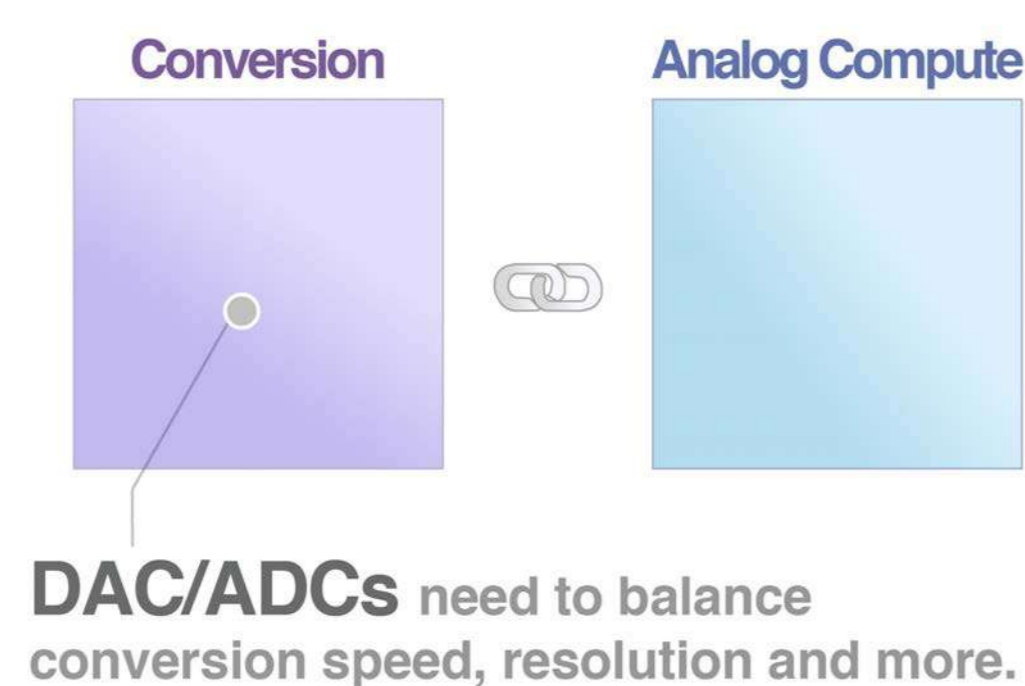 Conversion
Analog Compute
DAC/ADCs need to balance
conversion speed, resolution and more.